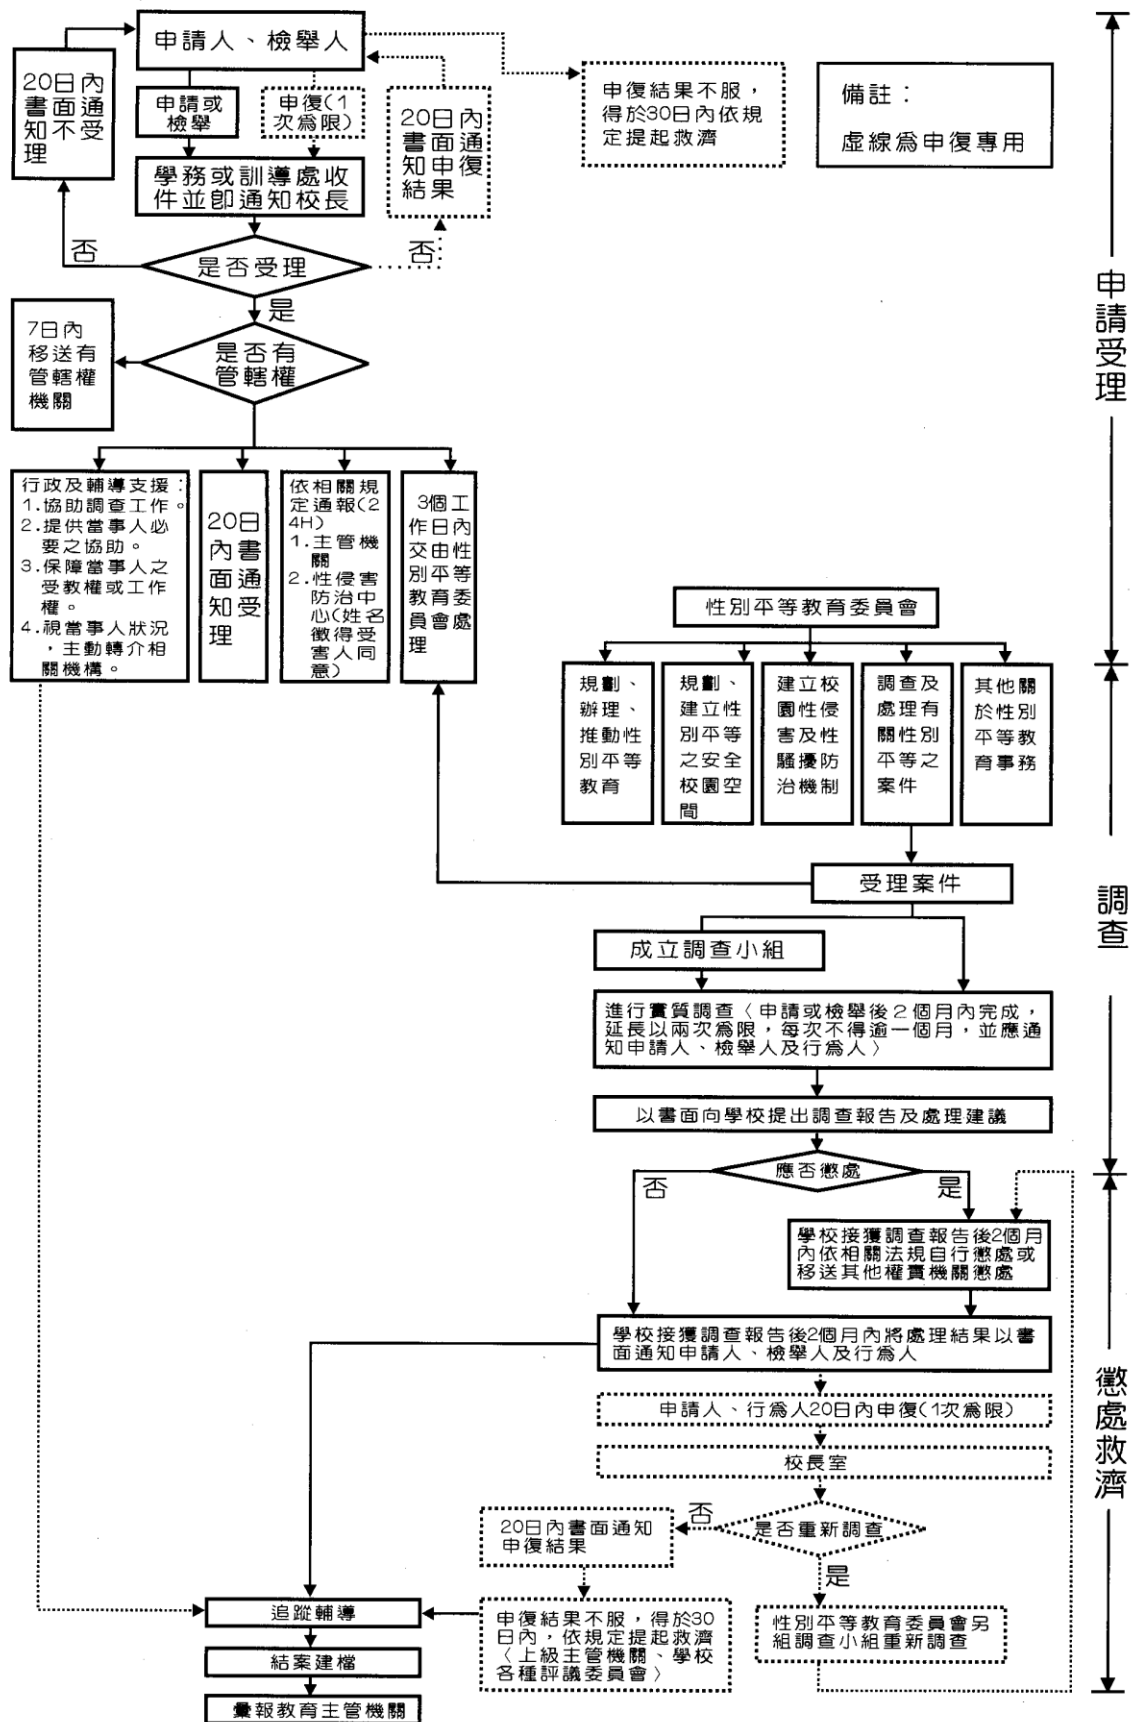 申請人、檢舉人
20日內
書面通
知不受
理
申請或
檢舉
申復(1
次為限)
20日內
書面通
知申復
結果
申復結果不服，
得於30日內依規
定提起救濟
備註：
虛線為申復專用
學務或訓導處收
件並即通知校長
否
是否受理
否
是
7日內
移送有
管轄權
機關
是否有
管轄權
申請受理
行政及輔導支援：
1.協助調查工作。
2.提供當事人必
要之協助。
3.保障當事人之
受教權或工作
權。
4.視當事人狀況
，主動轉介相
關機構。
20日
內書
面通
知受
理
依相關規
定通報(2
4H)
1.主管機
關
2.性侵害
防治中
心(姓名
徵得受
害人同
意)
3個工
作日內
交由性
別平等
教育委
員會處
理
性別平等教育委員會
規劃、
辦理、
推動性
別平等
教育
規劃、
建立性
別平等
之安全
校園空
間
建立校
園性侵
害及性
騷擾防
治機制
調查及
處理有
關性別
平等之
案件
其他關
於性別
平等教
育事務
受理案件
調查
成立調查小組
進行實質調查〈申請或檢舉後2個月內完成，
延長以兩次為限，每次不得逾一個月，並應通
知申請人、檢舉人及行為人〉
以書面向學校提出調查報告及處理建議
應否懲處
否
是
學校接獲調查報告後2個月
內依相關法規自行懲處或
移送其他權責機關懲處
學校接獲調查報告後2個月內將處理結果以書
面通知申請人、檢舉人及行為人
懲處救濟
申請人、行為人20日內申復(1次為限)
校長室
是否重新調查
否
20日內書面通知
申復結果
是
追蹤輔導
申復結果不服，得於30
日內，依規定提起救濟
〈上級主管機關、學校
各種評議委員會〉
性別平等教育委員會另
組調查小組重新調查
結案建檔
彙報教育主管機關